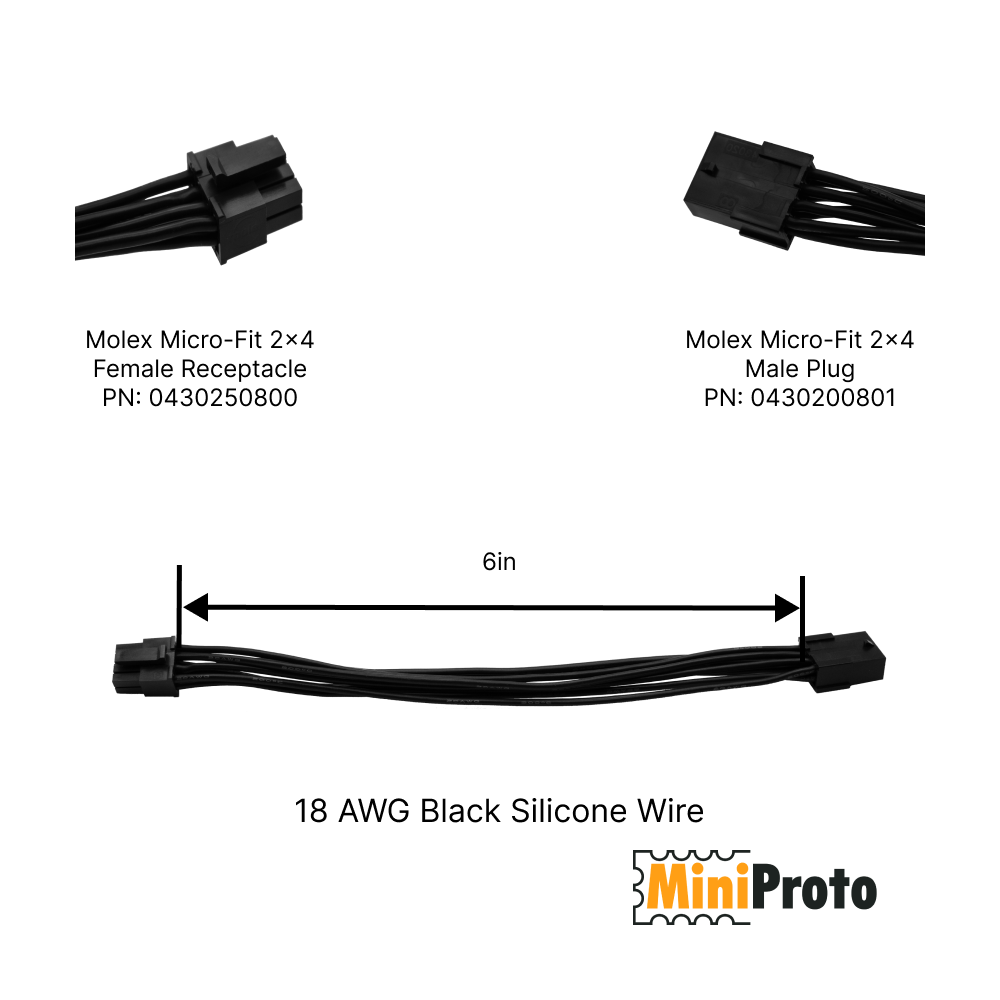 Molex Micro-Fit 2×4
Female Receptacle
PN: 0430250800
Molex Micro-Fit 2×4
Male Plug
PN: 0430200801
6in
18 AWG Black Silicone Wire
MiniProto